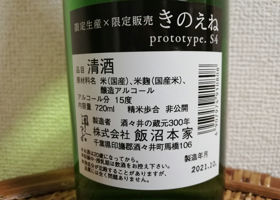 限定生産×限定販売 きのえね
prototype. S4
品目 清酒
原材料名 米(国産)、米麹(国産米)、
醸造アルコール
アルコール分 15度
内容量 720ml 精米歩合 非公開
製造者 酒々井の蔵元300年
株式会社 飯沼本家
千葉県印旛郡酒々井町馬橋106
製造年月
2021.10.